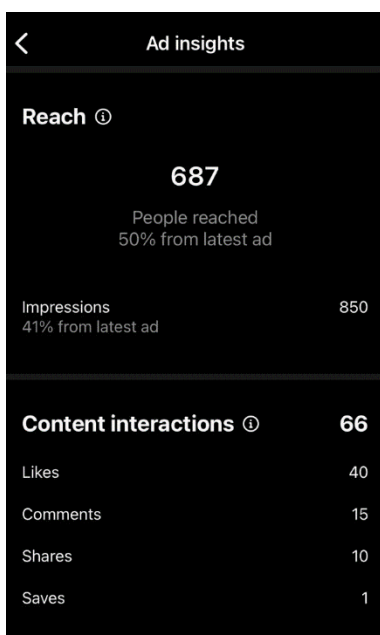 Ad insights
Reach
687
People reached
50% from latest ad
Impressions 850
41% from latest ad
Content interactions 66
Likes 40
Comments 15
Shares 10
Saves 1